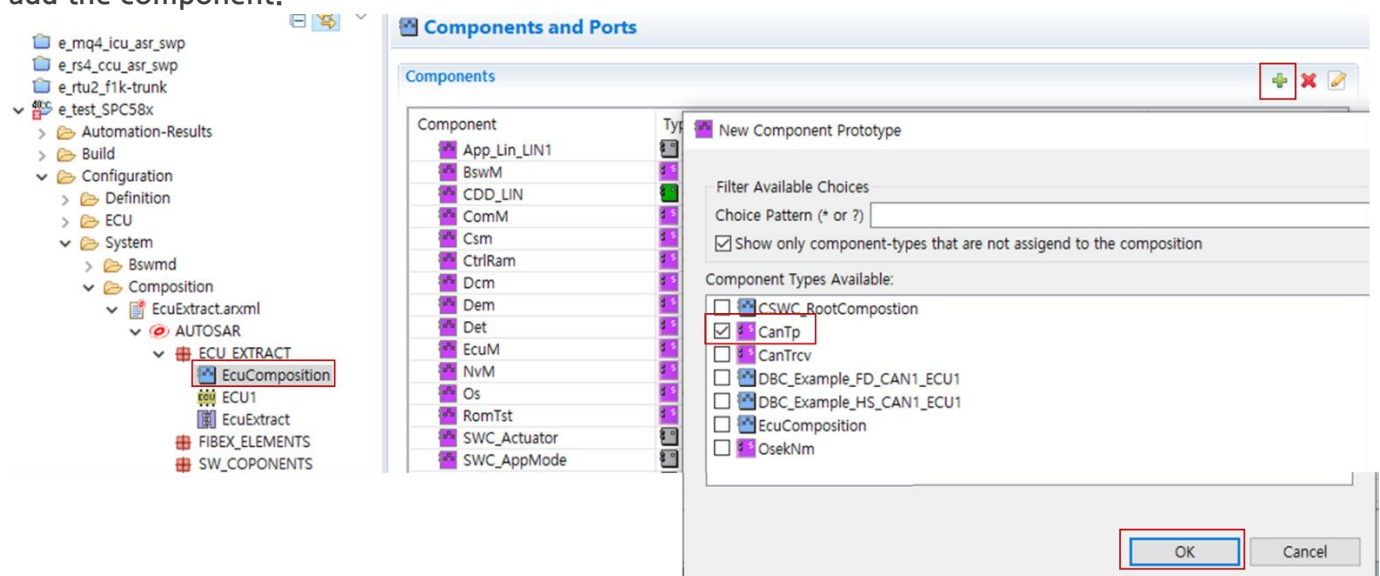 add the component.
e_mq4_icu_asr_swp
e_rs4_ccu_asr_swp
e_rtu2_f1k-trunk
e_test_SPC58x
Automation-Results
Build
Configuration
Definition
ECU
System
Bswmd
Composition
EcuExtract.arxml
AUTOSAR
ECU EXTRACT
EcuComposition
ECU1
EcuExtract
FIBEX_ELEMENTS
SW_COPONENTS
Components and Ports
Components
Component
App_Lin_LIN1
BswM
CDD_LIN
ComM
Csm
CtrlRam
Dcm
Dem
Det
EcuM
NvM
Os
RomTst
SWC_Actuator
SWC_AppMode
New Component Prototype
Filter Available Choices
Choice Pattern (* or ?)
Show only component-types that are not assigend to the composition
Component Types Available:
CSWC_RootCompostion
CanTp
CanTrcv
DBC_Example_FD_CAN1_ECU1
DBC_Example_HS_CAN1_ECU1
EcuComposition
OsekNm
OK Cancel